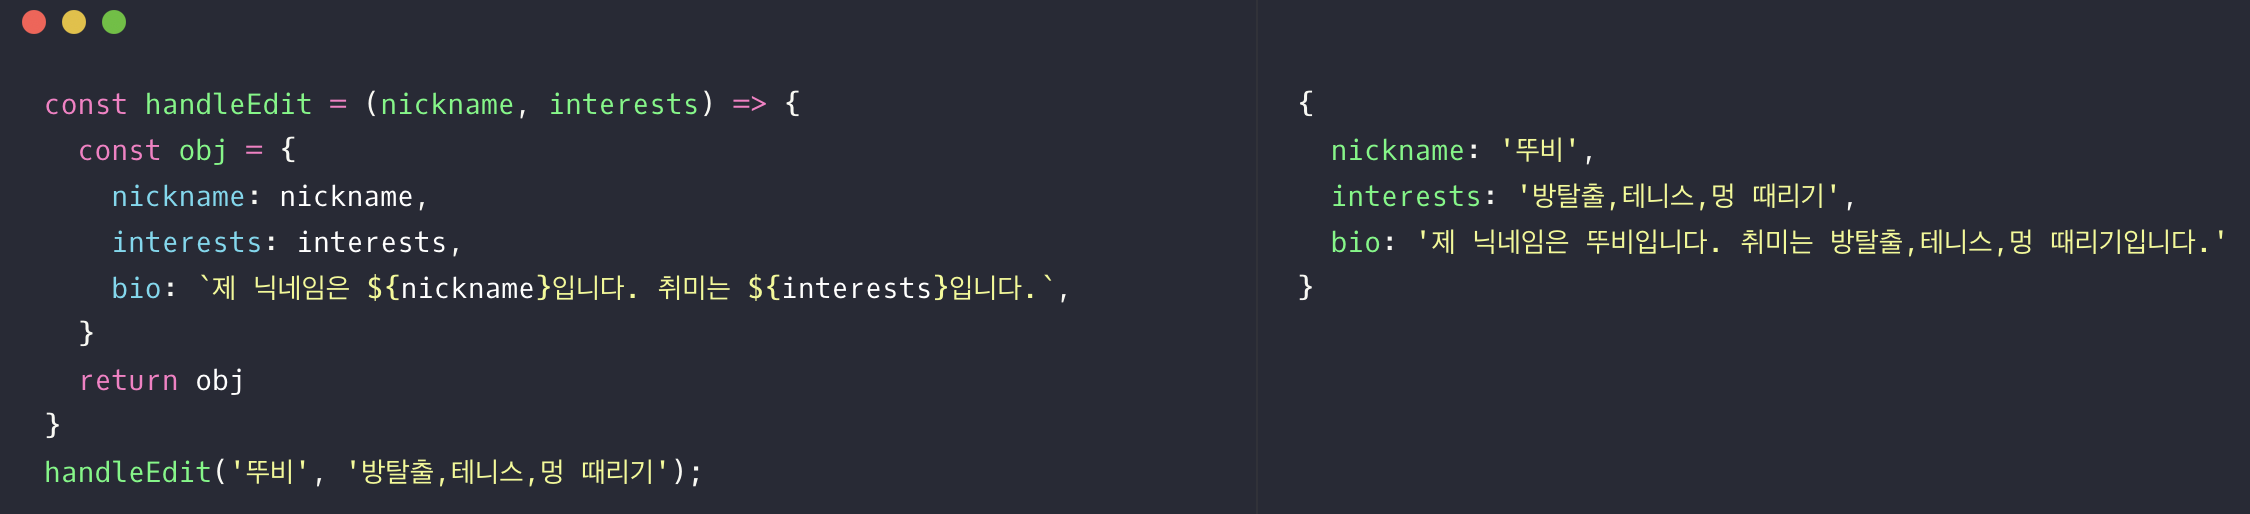 const handleEdit = (nickname, interests) => {
  const obj = {
    nickname: nickname,
    interests: interests,
    bio: `제 닉네임은 ${nickname}입니다. 취미는 ${interests}입니다.`,
  }
  return obj
}
handleEdit('뚜비', '방탈출,테니스,멍 때리기');
{
  nickname: '뚜비',
  interests: '방탈출,테니스,멍 때리기',
  bio: '제 닉네임은 뚜비입니다. 취미는 방탈출,테니스,멍 때리기입니다.'
}